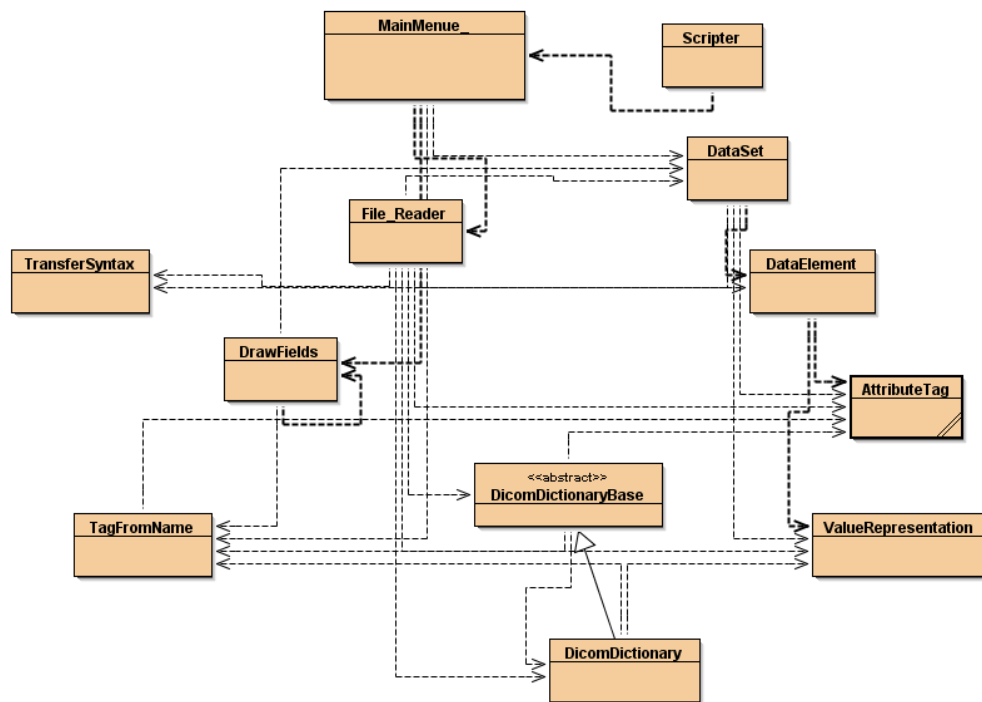 MainMenue_
Scripter
DataSet
File_Reader
TransferSyntax
DataElement
DrawFields
AttributeTag
<<abstract>>
DicomDictionaryBase
TagFromName
ValueRepresentation
DicomDictionary